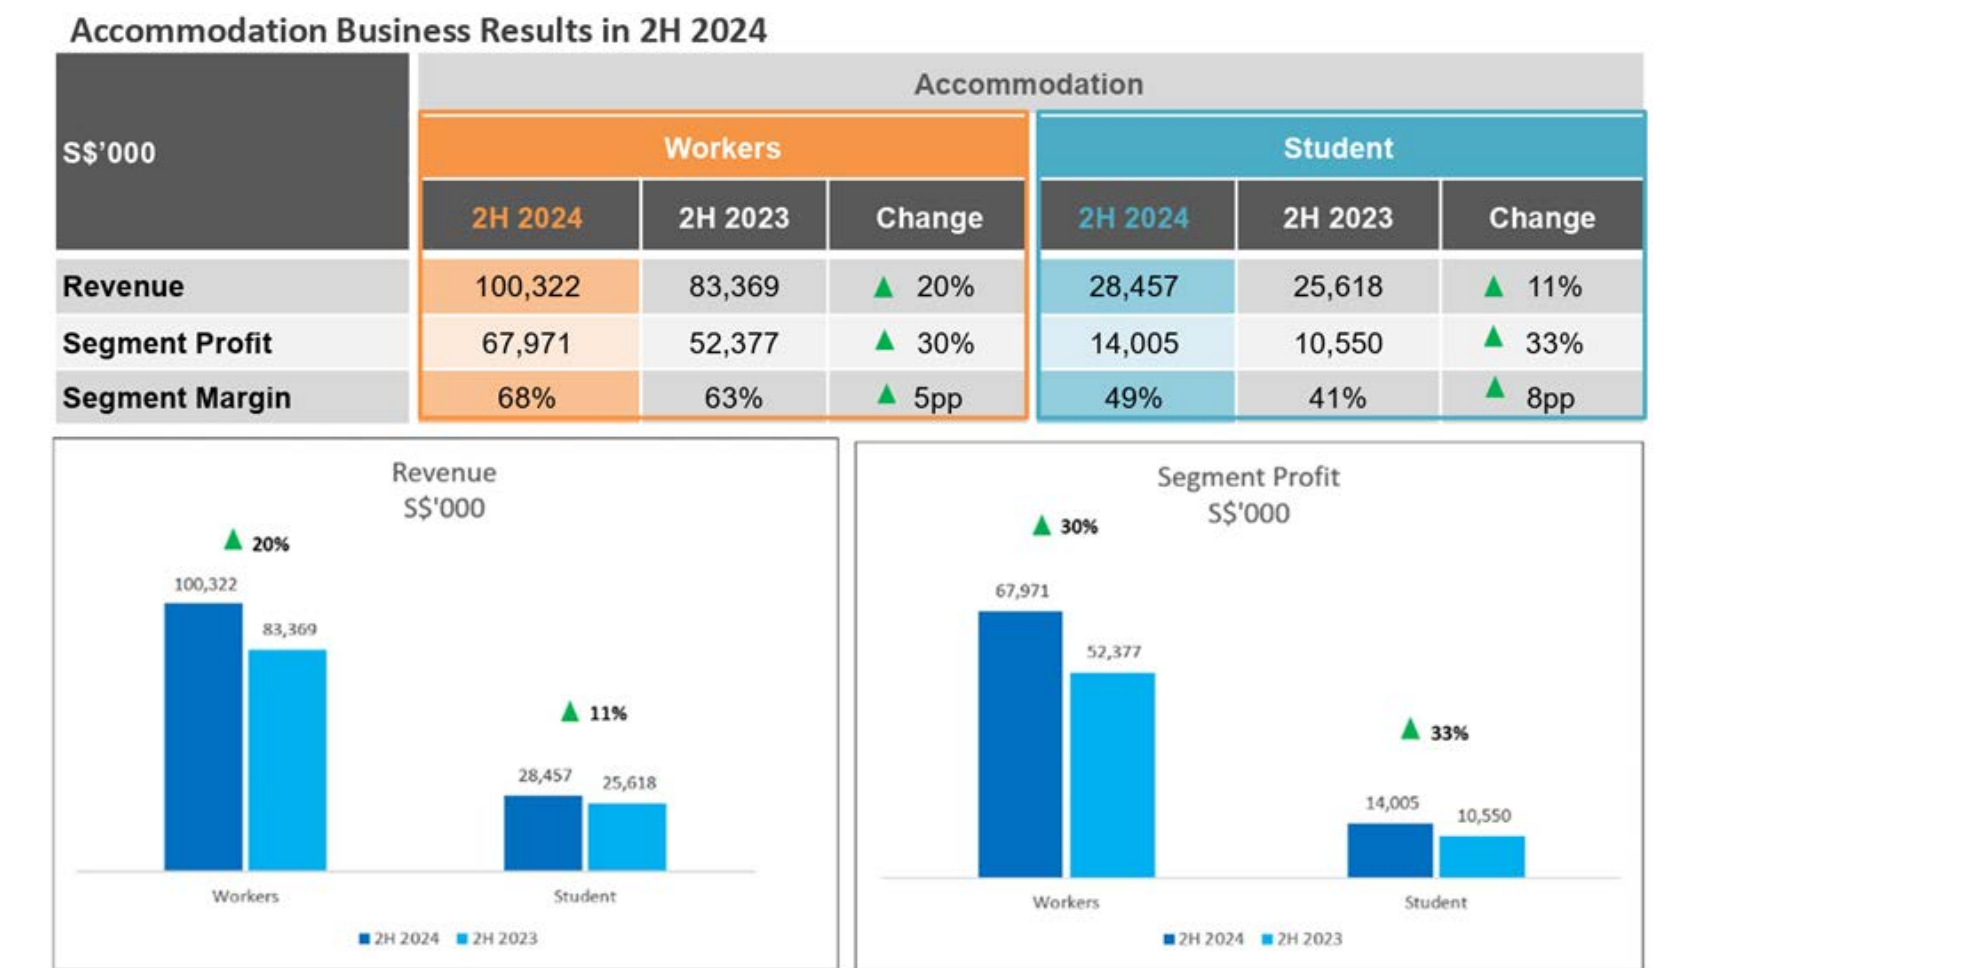 Accommodation Business Results in 2H 2024
S$’000
Accommodation
Workers
Student
2H 2024 2H 2023 Change 2H 2024 2H 2023 Change
Revenue 100,322 83,369 ▲ 20% 28,457 25,618 ▲ 11%
Segment Profit 67,971 52,377 ▲ 30% 14,005 10,550 ▲ 33%
Segment Margin 68% 63% ▲ 5pp 49% 41% ▲ 8pp
Revenue
S$'000
▲ 20%
100,322
83,369
▲ 11%
28,457
25,618
Workers
Student
2H 2024 2H 2023
Segment Profit
S$'000
▲ 30%
67,971
52,377
▲ 33%
14,005
10,550
Workers
Student
2H 2024 2H 2023